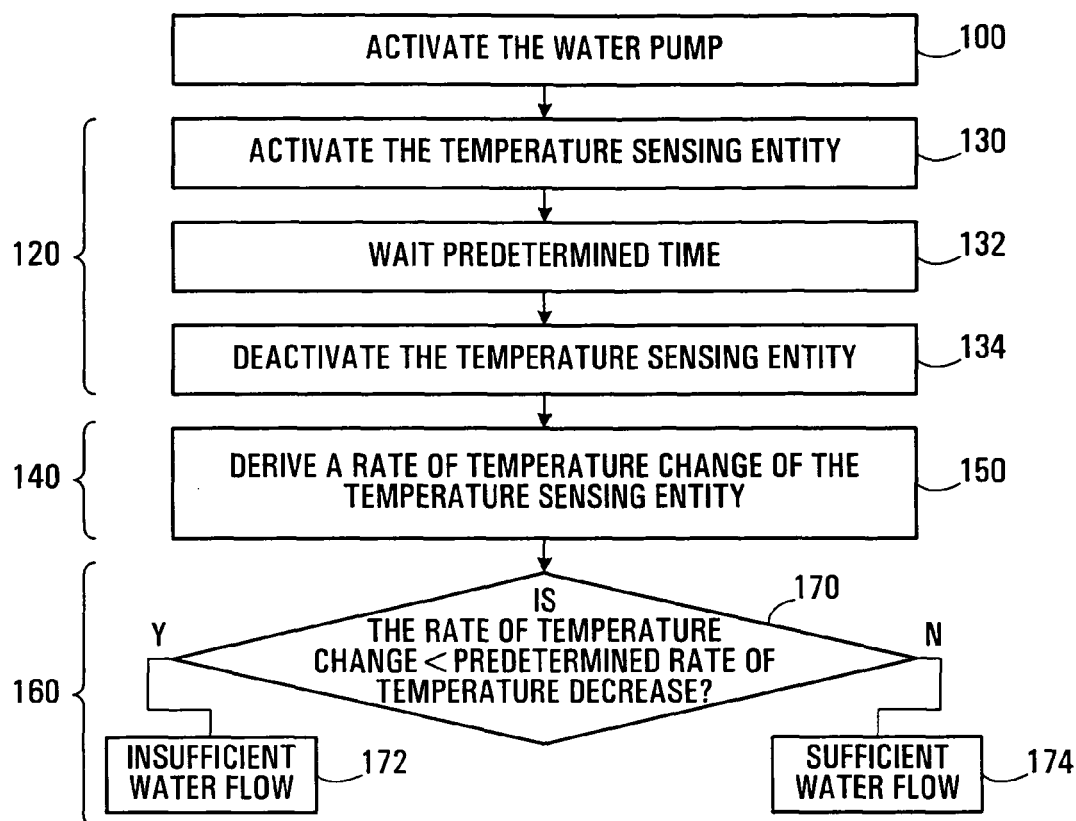 ACTIVATE THE WATER PUMP
100
ACTIVATE THE TEMPERATURE SENSING ENTITY
130
120
WAIT PREDETERMINED TIME
132
DEACTIVATE THE TEMPERATURE SENSING ENTITY
134
140
DERIVE A RATE OF TEMPERATURE CHANGE OF THE
TEMPERATURE SENSING ENTITY
150
160
IS
THE RATE OF TEMPERATURE
CHANGE < PREDETERMINED RATE OF
TEMPERATURE DECREASE?
170
Y
N
INSUFFICIENT
WATER FLOW
172
SUFFICIENT
WATER FLOW
174